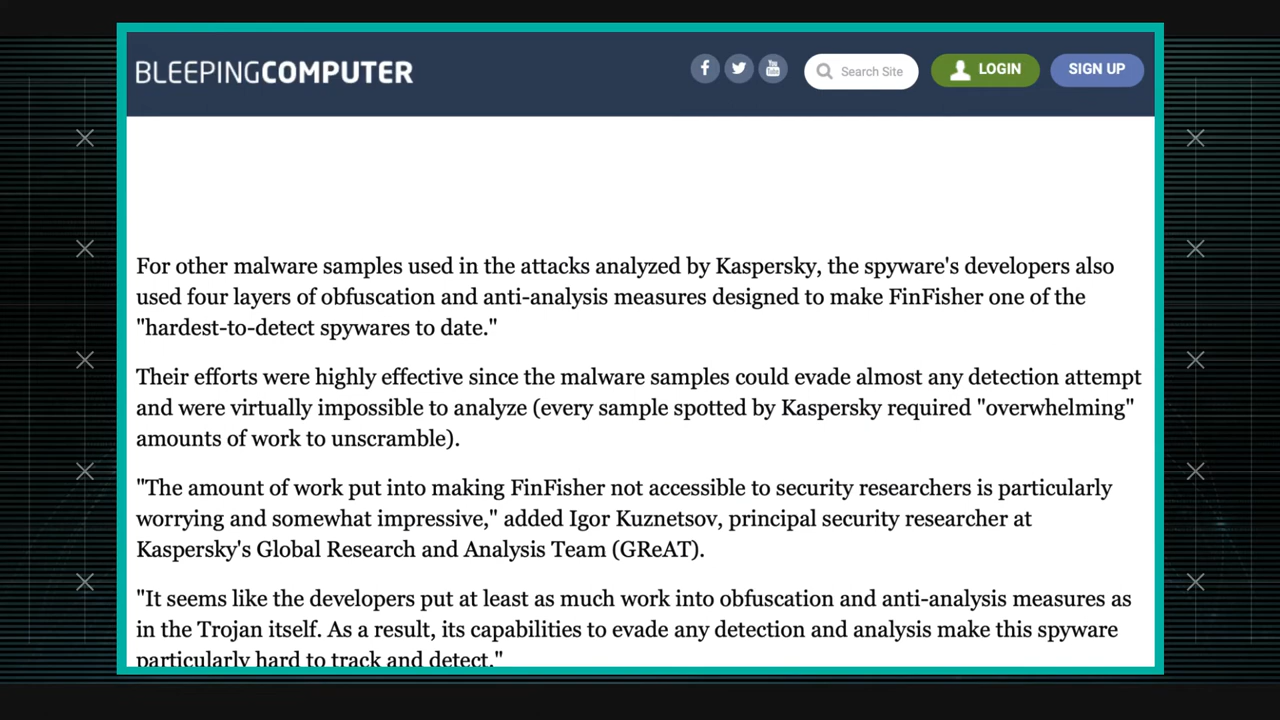 BLEEPINGCOMPUTER
Search Site
LOGIN
SIGN UP
For other malware samples used in the attacks analyzed by Kaspersky, the spyware's developers also
used four layers of obfuscation and anti-analysis measures designed to make FinFisher one of the
"hardest-to-detect spywares to date."
Their efforts were highly effective since the malware samples could evade almost any detection attempt
and were virtually impossible to analyze (every sample spotted by Kaspersky required "overwhelming"
amounts of work to unscramble).
"The amount of work put into making FinFisher not accessible to security researchers is particularly
worrying and somewhat impressive," added Igor Kuznetsov, principal security researcher at
Kaspersky's Global Research and Analysis Team (GReAT).
"It seems like the developers put at least as much work into obfuscation and anti-analysis measures as
in the Trojan itself. As a result, its capabilities to evade any detection and analysis make this spyware
particularly hard to track and detect."